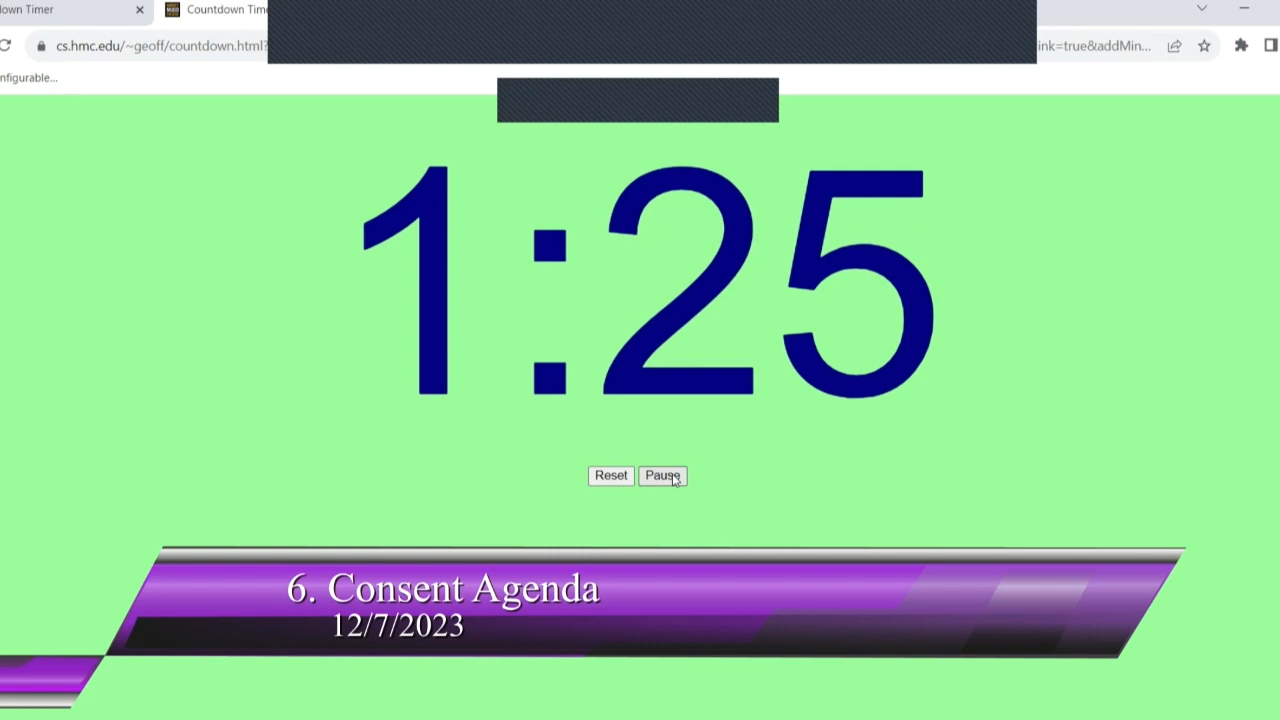 own Timer
Countdown Time
cs.hmc.edu/~geoff/countdown.html?
ink=true&addMin...
nfigurable...
1:25
Reset Pause
6. Consent Agenda
12/7/2023